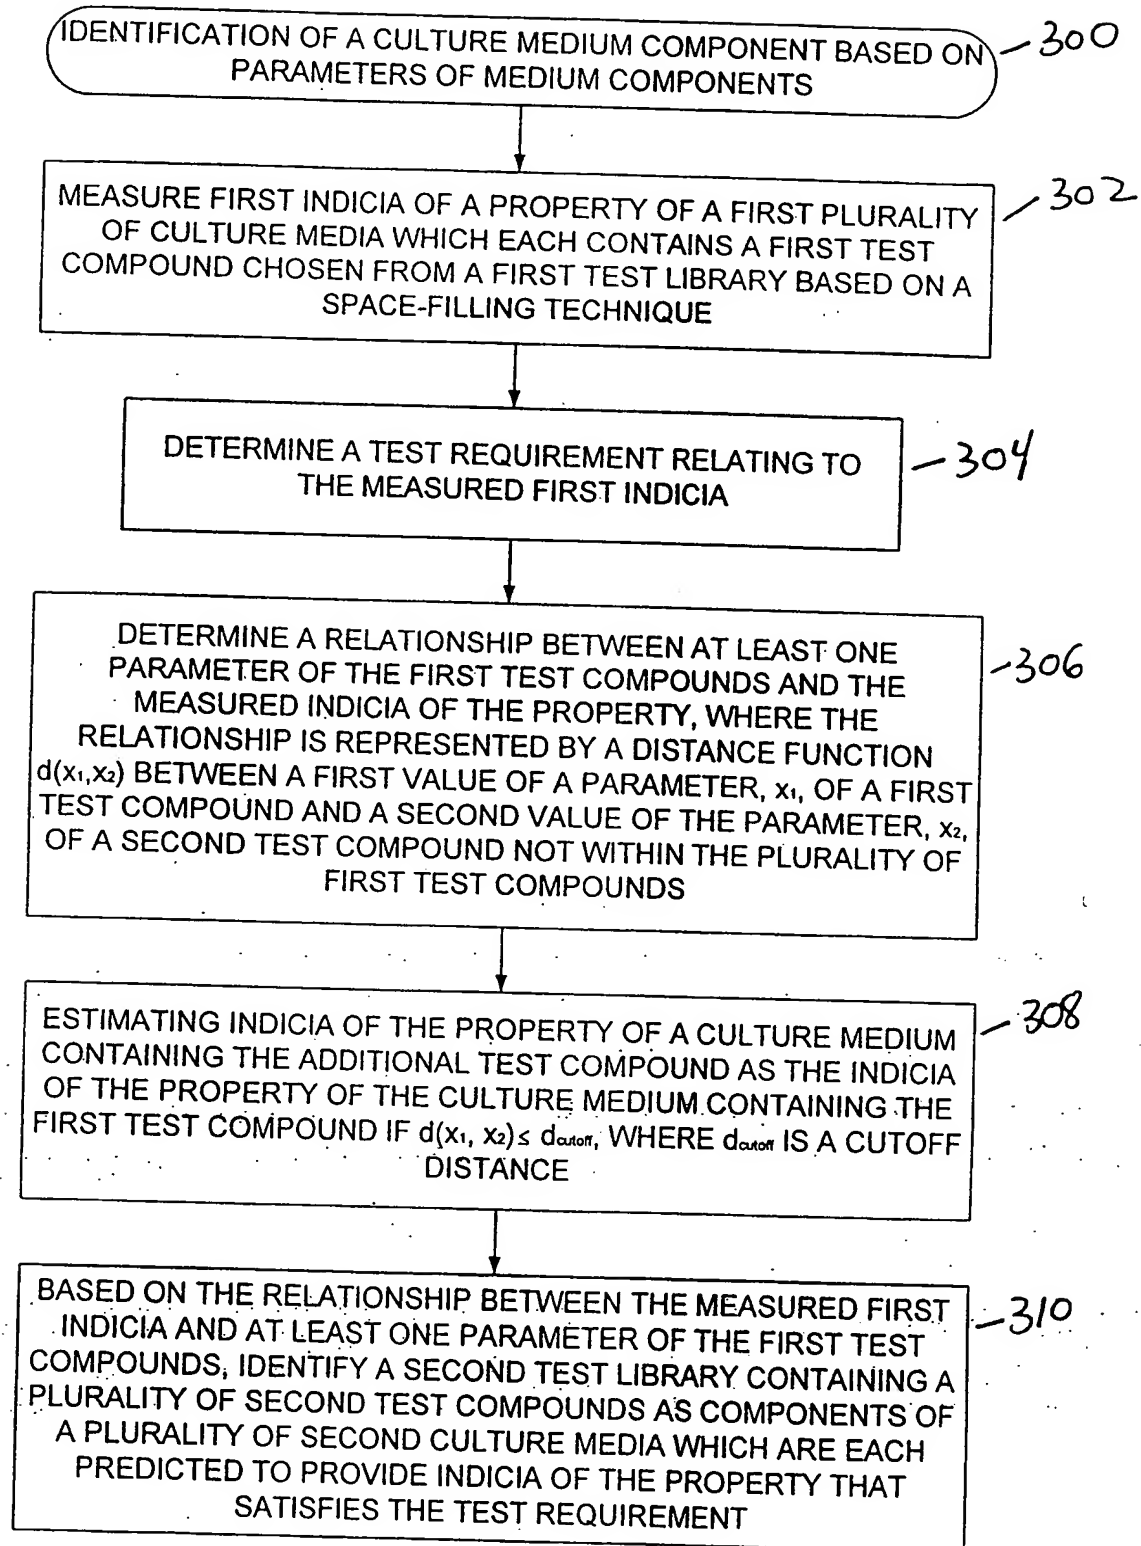 IDENTIFICATION OF A CULTURE MEDIUM COMPONENT BASED ON
PARAMETERS OF MEDIUM COMPONENTS
300
MEASURE FIRST INDICIA OF A PROPERTY OF A FIRST PLURALITY
OF CULTURE MEDIA WHICH EACH CONTAINS A FIRST TEST
COMPOUND CHOSEN FROM A FIRST TEST LIBRARY BASED ON A
SPACE-FILLING TECHNIQUE
302
DETERMINE A TEST REQUIREMENT RELATING TO
THE MEASURED FIRST INDICIA
304
DETERMINE A RELATIONSHIP BETWEEN AT LEAST ONE
PARAMETER OF THE FIRST TEST COMPOUNDS AND THE
MEASURED INDICIA OF THE PROPERTY, WHERE THE
RELATIONSHIP IS REPRESENTED BY A DISTANCE FUNCTION
d(x₁,x₂) BETWEEN A FIRST VALUE OF A PARAMETER, x₁, OF A FIRST
TEST COMPOUND AND A SECOND VALUE OF THE PARAMETER, x₂,
OF A SECOND TEST COMPOUND NOT WITHIN THE PLURALITY OF
FIRST TEST COMPOUNDS
306
ESTIMATING INDICIA OF THE PROPERTY OF A CULTURE MEDIUM
CONTAINING THE ADDITIONAL TEST COMPOUND AS THE INDICIA
OF THE PROPERTY OF THE CULTURE MEDIUM CONTAINING THE
FIRST TEST COMPOUND IF d(x₁, x₂) ≤ dcutoff, WHERE dcutoff IS A CUTOFF
DISTANCE
308
BASED ON THE RELATIONSHIP BETWEEN THE MEASURED FIRST
INDICIA AND AT LEAST ONE PARAMETER OF THE FIRST TEST
COMPOUNDS, IDENTIFY A SECOND TEST LIBRARY CONTAINING A
PLURALITY OF SECOND TEST COMPOUNDS AS COMPONENTS OF
A PLURALITY OF SECOND CULTURE MEDIA WHICH ARE EACH
PREDICTED TO PROVIDE INDICIA OF THE PROPERTY THAT
SATISFIES THE TEST REQUIREMENT
310